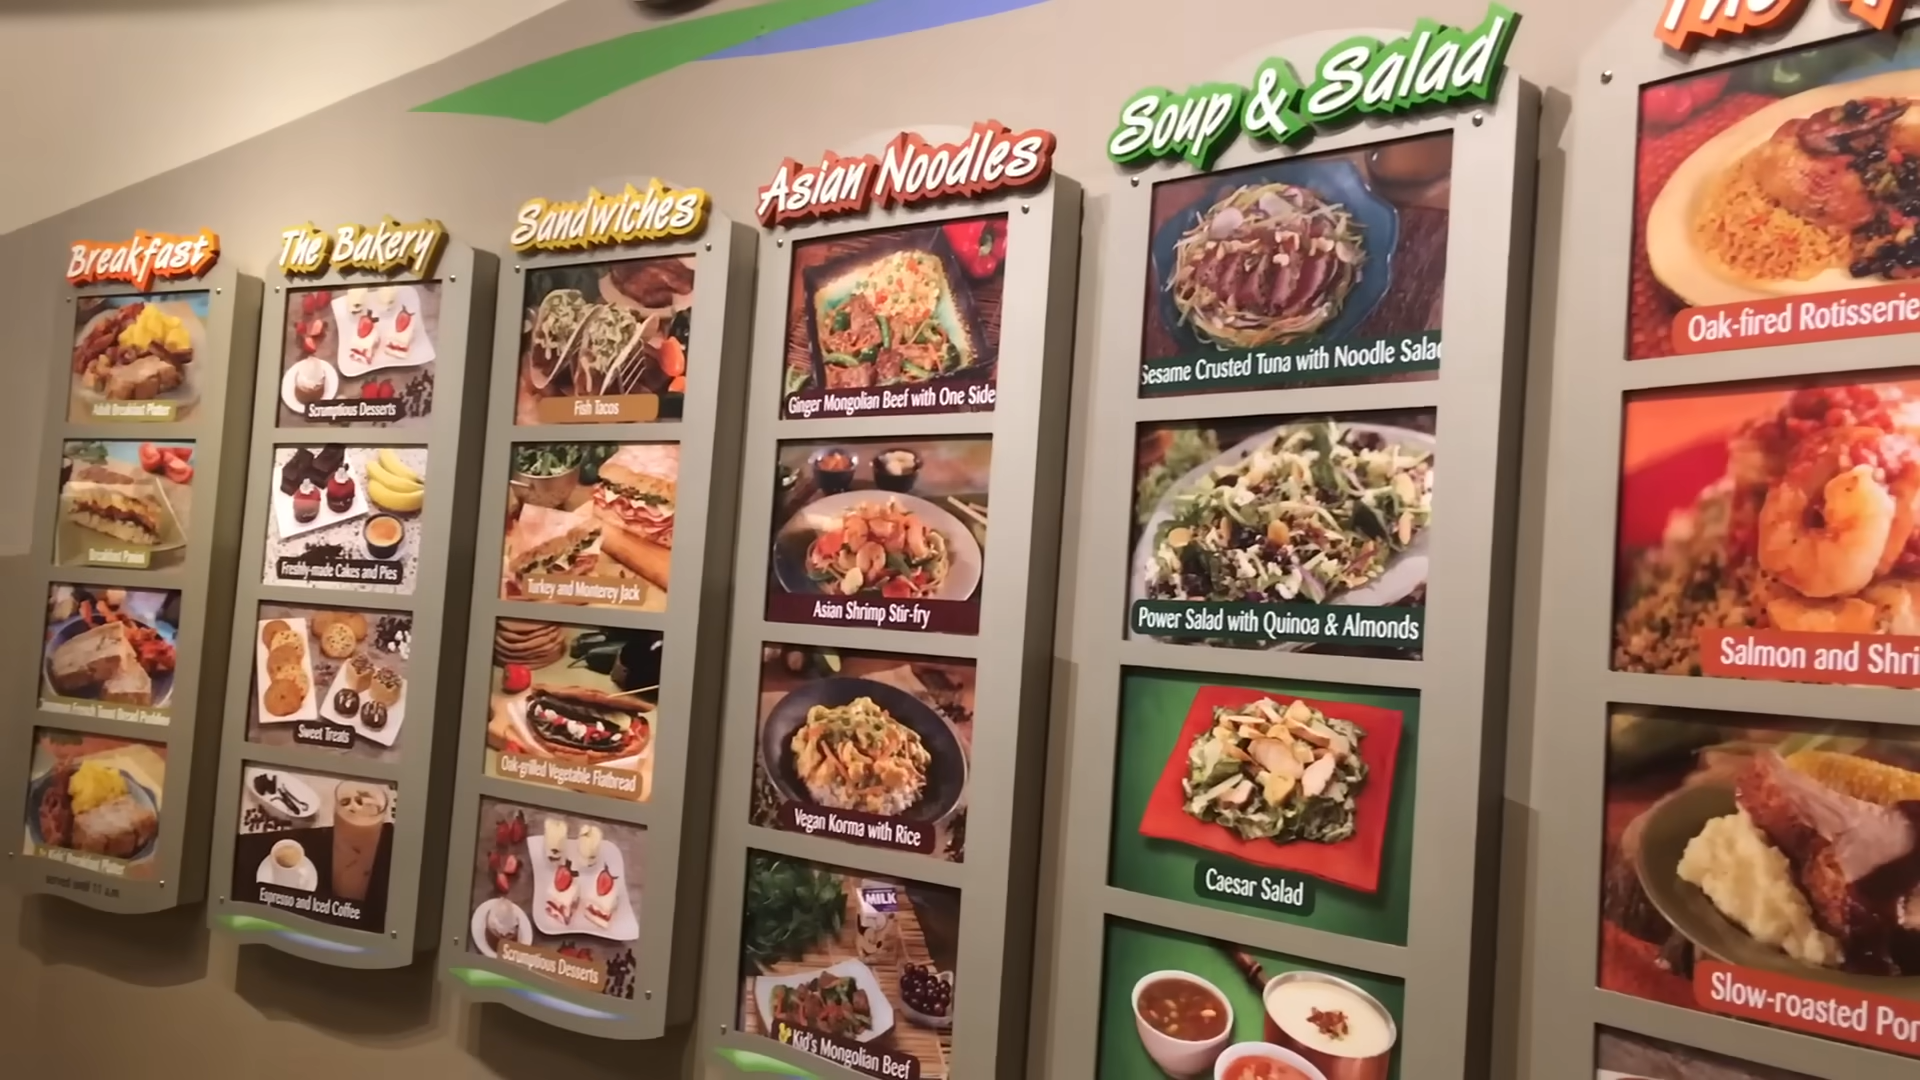 Breakfast
Adult Breakfast Platter
Breakfast Panini
Cinnamon French Toast Bread Pudding
Kids' Breakfast Platter
served until 11 a.m.
The Bakery
Scrumptious Desserts
Freshly-made Cakes and Pies
Sweet Treats
Espresso and Iced Coffee
Sandwiches
Fish Tacos
Turkey and Monterey Jack
Oak-grilled Vegetable Flatbread
Scrumptious Desserts
Asian Noodles
Ginger Mongolian Beef with One Side
Asian Shrimp Stir-fry
Vegan Korma with Rice
MILK
Kid's Mongolian Beef
Soup & Salad
Sesame Crusted Tuna with Noodle Salad
Power Salad with Quinoa & Almonds
Caesar Salad
The
Oak-fired Rotisserie
Salmon and Shri
Slow-roasted Por